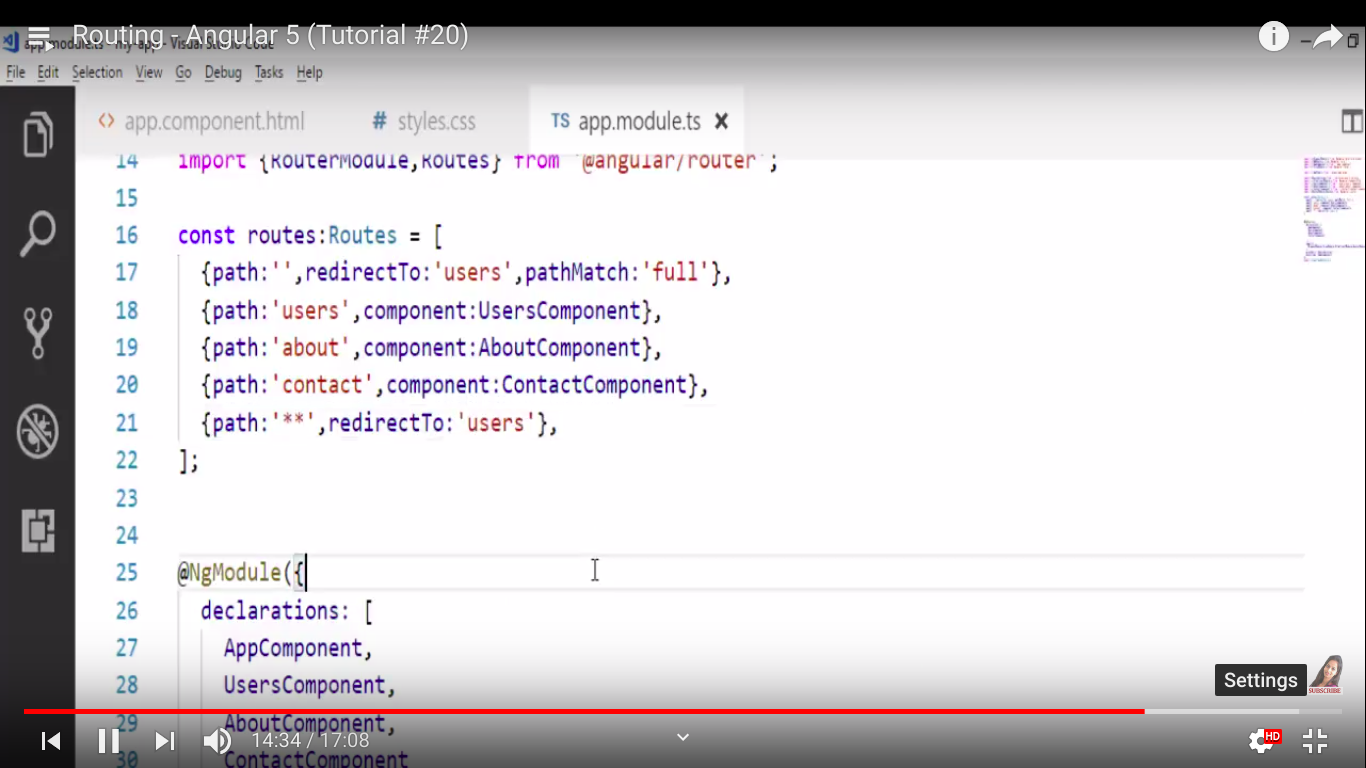 Routing - Angular 5 (Tutorial #20)
app.module.ts - my-app - Visual Studio Code
File Edit Selection View Go Debug Tasks Help
app.component.html # styles.css TS app.module.ts
14 import {RouterModule,Routes} from '@angular/router';
15
16 const routes:Routes = [
17 {path:'',redirectTo:'users',pathMatch:'full'},
18 {path:'users',component:UsersComponent},
19 {path:'about',component:AboutComponent},
20 {path:'contact',component:ContactComponent},
21 {path:'**',redirectTo:'users'},
22 ];
23
24
25 @NgModule({
26 declarations: [
27 AppComponent,
28 UsersComponent,
Settings
SUBSCRIBE
29 AboutComponent,
14:34 / 17:08
HD
30 ContactComponent